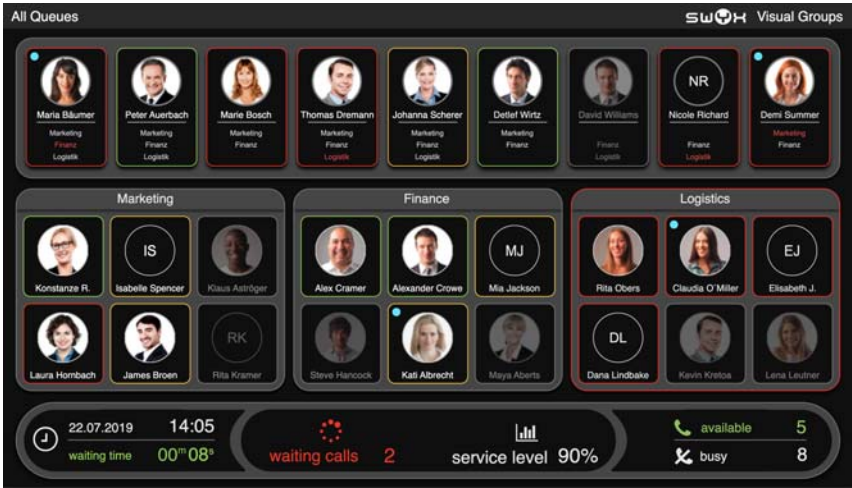 All Queues
swyx Visual Groups
Maria Bäumer
Marketing
Finanz
Logistik
Peter Auerbach
Marketing
Finanz
Logistik
Marie Bosch
Marketing
Finanz
Thomas Dremann
Marketing
Finanz
Logistik
Johanna Scherer
Marketing
Finanz
Logistik
Detlef Wirtz
Marketing
Finanz
David Williams
Finanz
Logistik
NR
Nicole Richard
Finanz
Logistik
Demi Summer
Marketing
Finanz
Marketing
Konstanze R.
IS
Isabelle Spencer
Klaus Aströger
Laura Hornbach
James Broen
RK
Rita Kramer
Finance
Alex Cramer
Alexander Crowe
MJ
Mia Jackson
Steve Hancock
Kati Albrecht
Maya Aberts
Logistics
Rita Obers
Claudia O´Miller
EJ
Elisabeth J.
DL
Dana Lindbake
Kevin Kretoa
Lena Leutner
22.07.2019 14:05
waiting time 00m 08s
waiting calls 2
service level 90%
available 5
busy 8